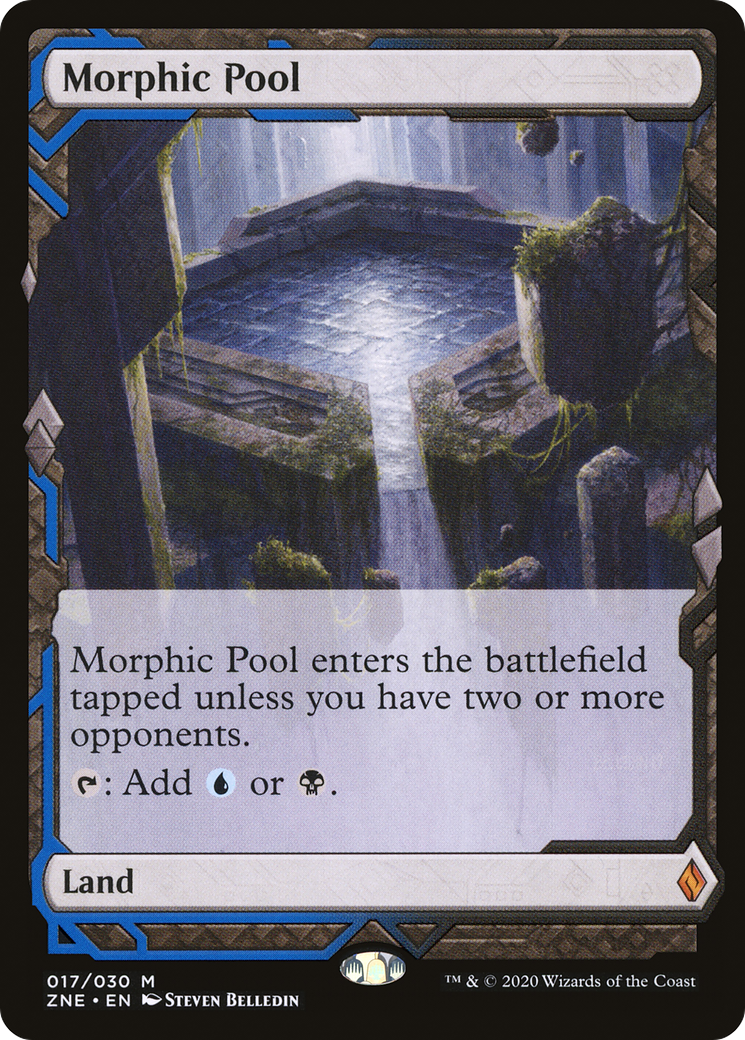 Morphic Pool
Morphic Pool enters the battlefield
tapped unless you have two or more
opponents.
: Add or .
Land
017/030 M
ZNE • EN Steven Belledin
™ & © 2020 Wizards of the Coast